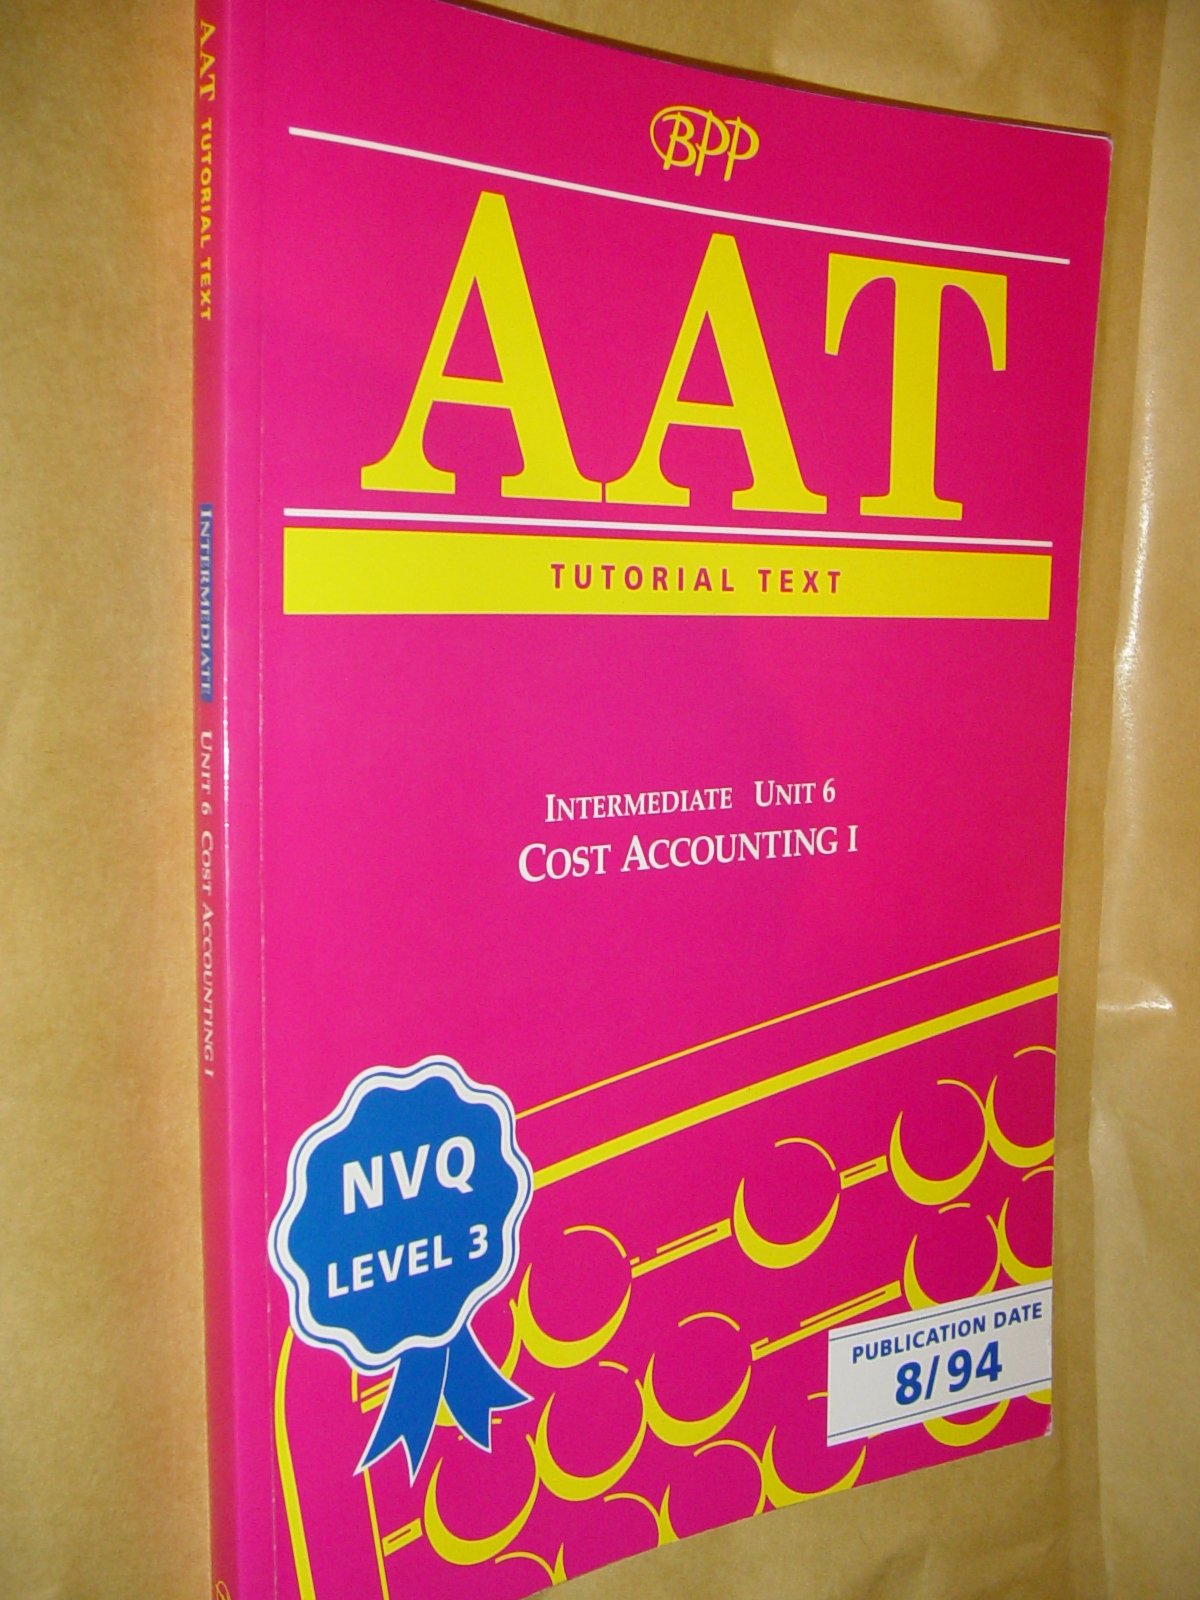 BPP
AAT
TUTORIAL TEXT
INTERMEDIATE UNIT 6
COST ACCOUNTING I
NVQ
LEVEL 3
PUBLICATION DATE
8/94
AAT TUTORIAL TEXT INTERMEDIATE UNIT 6 COST ACCOUNTING I